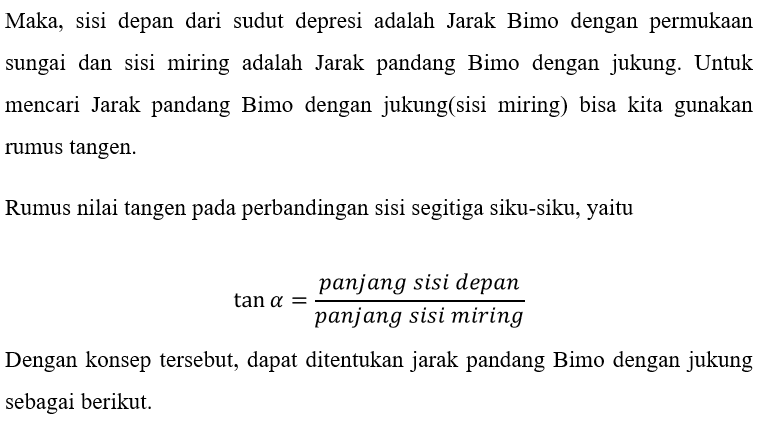 Maka, sisi depan dari sudut depresi adalah Jarak Bimo dengan permukaan
sungai dan sisi miring adalah Jarak pandang Bimo dengan jukung. Untuk
mencari Jarak pandang Bimo dengan jukung(sisi miring) bisa kita gunakan
rumus tangen.
Rumus nilai tangen pada perbandingan sisi segitiga siku-siku, yaitu
tan α = panjang sisi depan / panjang sisi miring
Dengan konsep tersebut, dapat ditentukan jarak pandang Bimo dengan jukung
sebagai berikut.